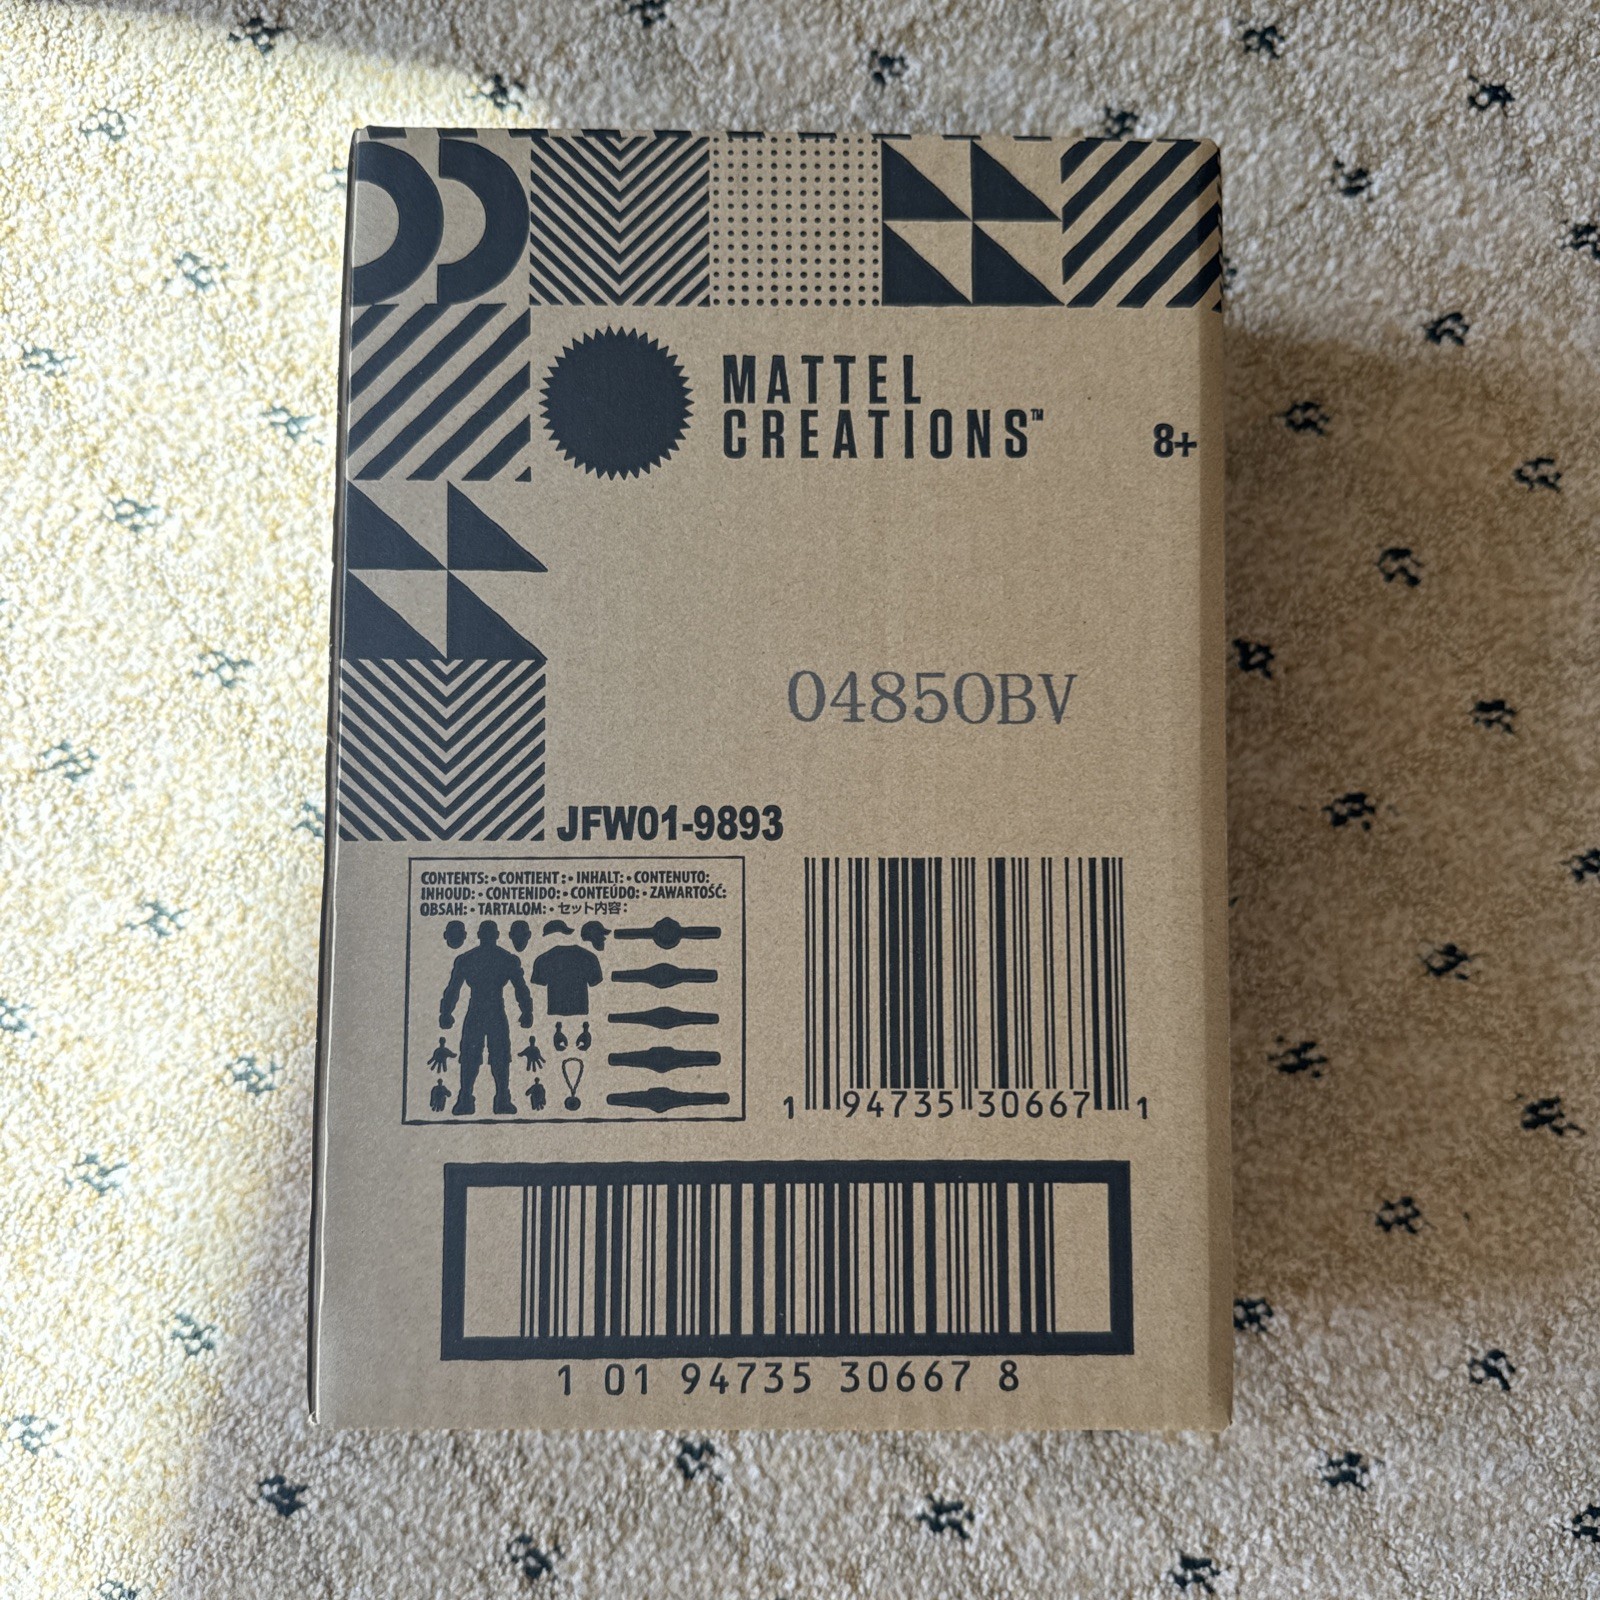 MATTEL
CREATIONS™
8+
04850BV
JFW01-9893
CONTENTS: • CONTIENT : • INHALT: • CONTENUTO:
INHOUD: • CONTENIDO: • CONTEÚDO: • ZAWARTOŚĆ:
OBSAH: • TARTALOM: • セット内容:
1 94735 30667 1
1 01 94735 30667 8